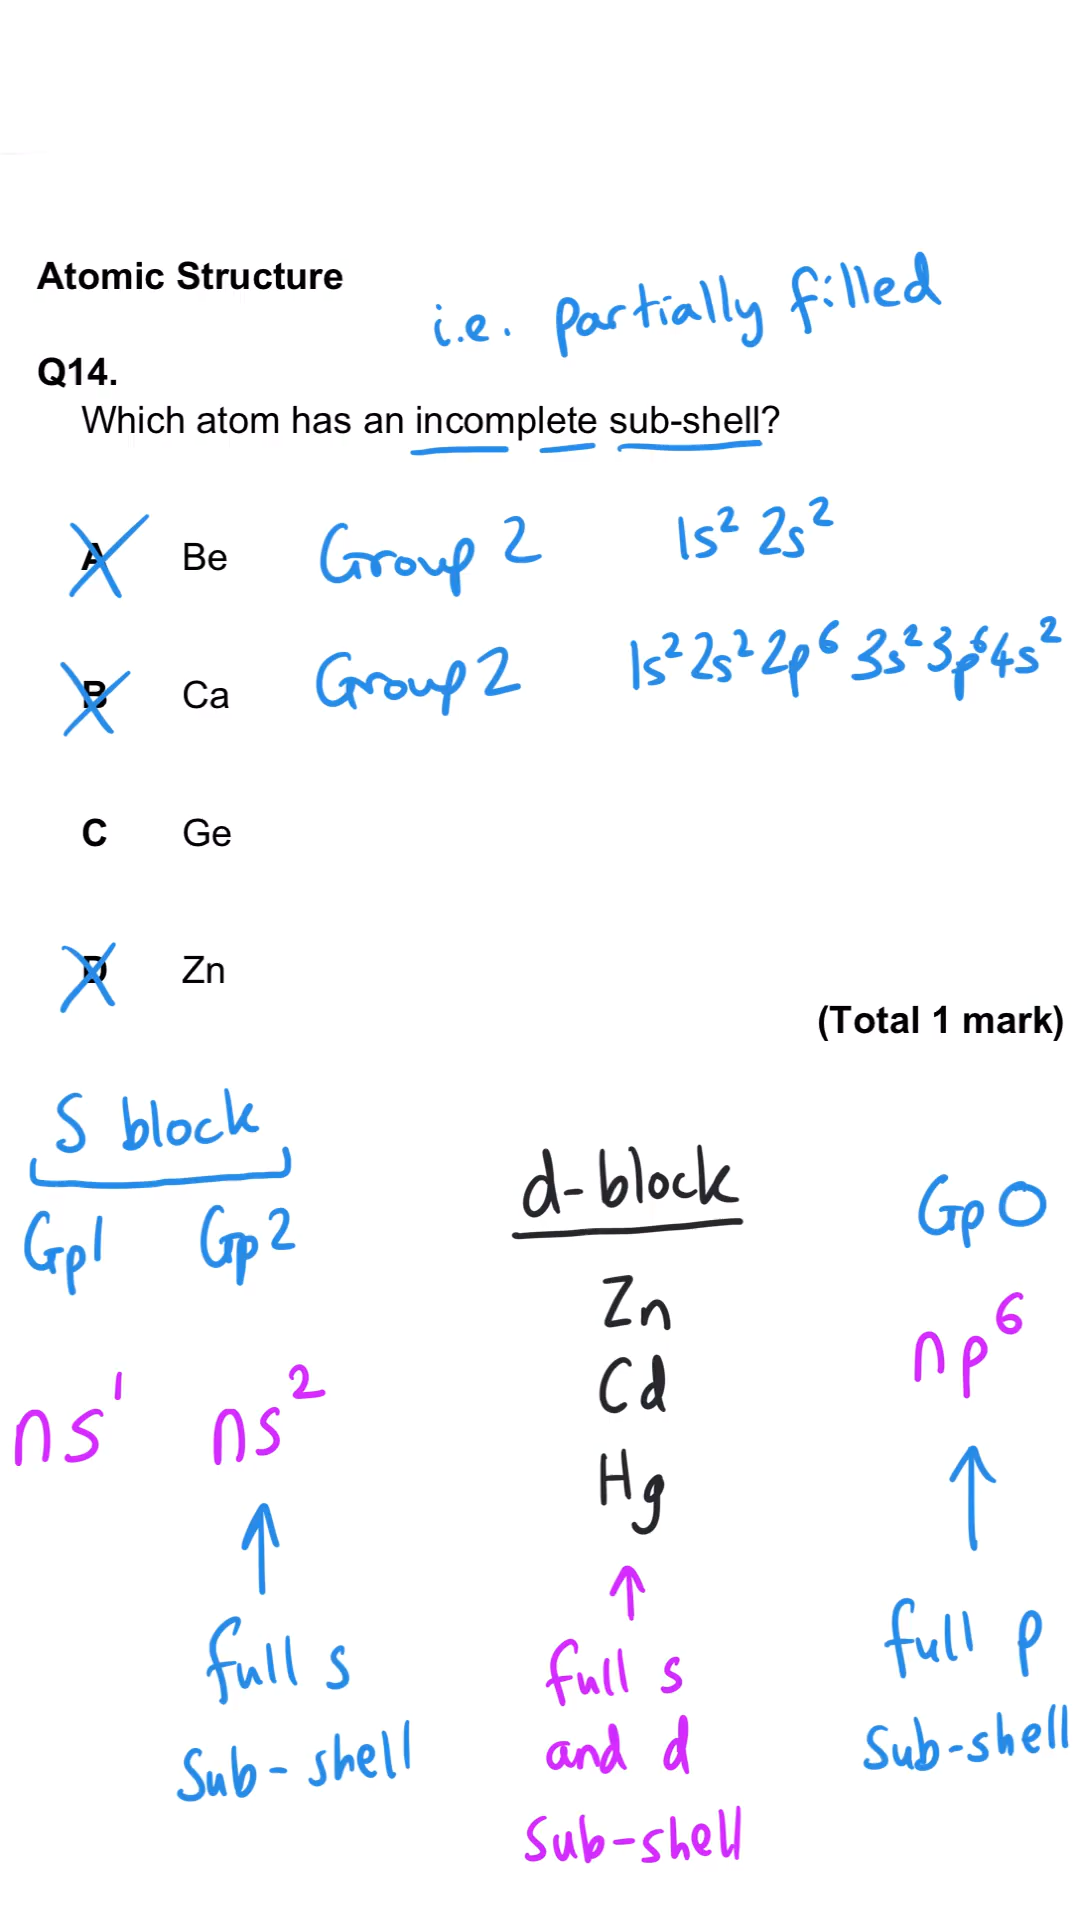 Atomic Structure
i.e. partially filled
Q14.
Which atom has an incomplete sub-shell?
A Be Group 2 1s² 2s²
B Ca Group 2 1s² 2s² 2p⁶ 3s² 3p⁶ 4s²
C Ge
D Zn
(Total 1 mark)
S block
d-block
Gp1 Gp2
Gp 0
Zn
Cd
Hg
ns¹ ns²
np⁶
↑ ↑ ↑
full s
sub-shell
full s
and d
sub-shell
full p
sub-shell